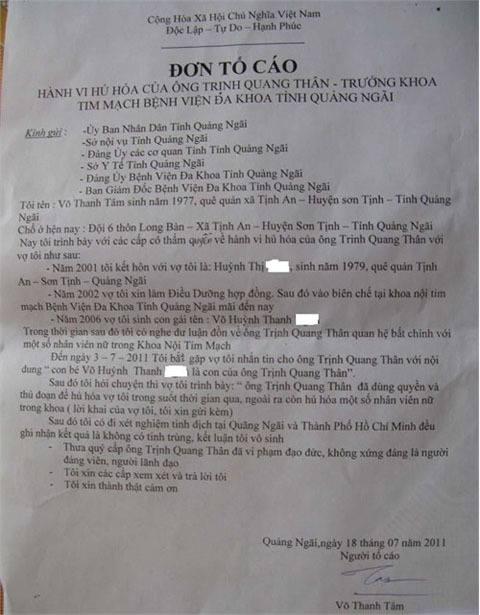 Cộng Hóa Xã Hội Chủ Nghĩa Việt Nam
Độc Lập – Tự Do – Hạnh Phúc
ĐƠN TỐ CÁO
HÀNH VI HỦ HÓA CỦA ÔNG TRỊNH QUANG THÂN - TRƯỞNG KHOA
TIM MẠCH BỆNH VIỆN ĐA KHOA TỈNH QUẢNG NGÃI
Kính gửi : -Ủy Ban Nhân Dân Tỉnh Quảng Ngãi
-Sở nội vụ Tỉnh Quảng Ngãi
- Đảng Ủy các cơ quan Tỉnh Tỉnh Quảng Ngãi
- Sở Y Tế Tỉnh Quảng Ngãi
- Đảng Ủy Bệnh Viện Đa Khoa Tỉnh Quảng Ngãi
- Ban Giám Đốc Bệnh Viện Đa Khoa Tỉnh Quảng Ngãi
Tôi tên : Võ Thanh Tâm sinh năm 1977, quê quán xã Tịnh An – Huyện sơn Tịnh – Tỉnh Quảng
Ngãi
Chỗ ở hện nay : Đội 6 thôn Long Bàn – Xã Tịnh An – Huyện Sơn Tịnh – Tỉnh Quảng Ngãi
Nay tôi trình bày với các cấp có thẩm quyền về hành vi hủ hóa của ông Trịnh Quang Thân với
vợ tôi như sau:
- Năm 2001 tôi kết hôn với vợ tôi là: Huỳnh Thị , sinh năm 1979, quê quán Tịnh
An – Sơn Tịnh – Quảng Ngãi
- Năm 2002 vợ tôi xin làm Điều Dưỡng hợp đồng. Sau đó vào biên chế tại khoa nội tim
mạch Bệnh Viện Đa Khoa Tỉnh Quảng Ngãi mãi đến nay
- Năm 2006 vợ tôi sinh con gái tên : Võ Huỳnh Thanh
Trong thời gian sau đó tôi có nghe dư luận đồn về ông Trịnh Quang Thân quan hệ bất chính với
một số nhân viên nữ trong Khoa Nội Tim Mạch
Đến ngày 3 – 7 – 2011 Tôi bắt gặp vợ tôi nhắn tin cho ông Trịnh Quang Thân với nội
dung “ con bé Võ Huỳnh Thanh là con của ông Trịnh Quang Thân”.
Sau đó tôi hỏi chuyện thì vợ tôi trình bày: “ ông Trịnh Quang Thân đã dùng quyền và
thủ đoạn để hủ hóa vợ tôi trong suốt thời gian qua, ngoài ra còn hủ hóa một số nhân viên nữ
trong khoa ( lời khai của vợ tôi, tôi xin gửi kèm)
Sau đó tôi có đi xét nghiệm tinh dịch tại Quãng Ngãi và Thành Phố Hồ Chí Minh đều
ghi nhận kết quả là không có tinh trùng, kết luận tôi vô sinh
- Thưa quý cấp ông Trịnh Quang Thân đã vi phạm đạo đức, không xứng đáng là người
đảng viên, người lãnh đạo
- Tôi xin các cấp xem xét và trả lời tôi
- Tôi xin thành thật cảm ơn
Quảng Ngãi,ngày 18 tháng 07 năm 2011
Người tố cáo
Võ Thanh Tâm